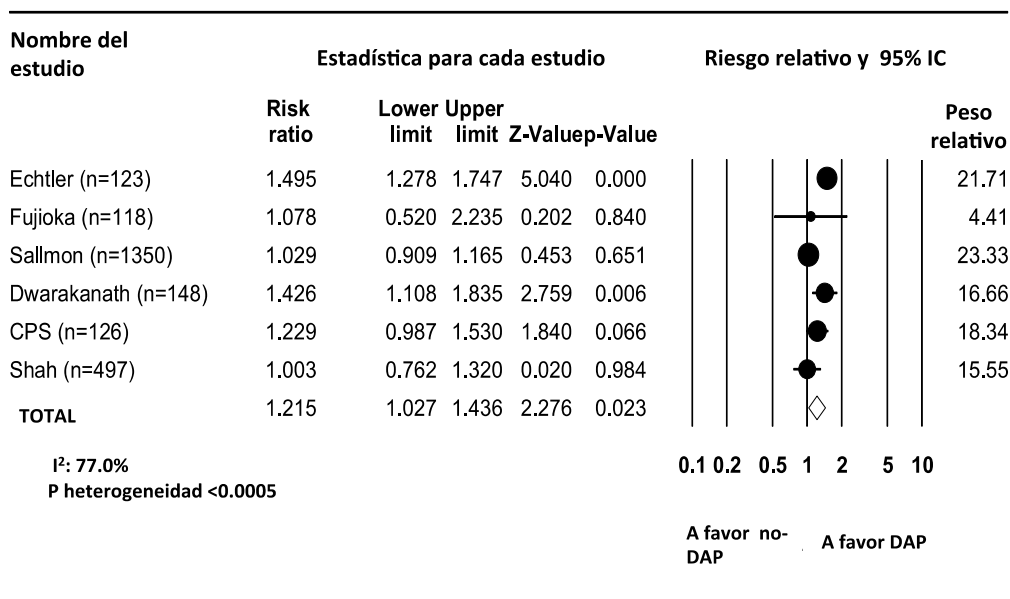 Nombre del
estudio
Estadística para cada estudio
Riesgo relativo y 95% IC
Risk
ratio
Lower limit
Upper limit
Z-Value
p-Value
Peso
relativo
Echtler (n=123) 1.495 1.278 1.747 5.040 0.000 21.71
Fujioka (n=118) 1.078 0.520 2.235 0.202 0.840 4.41
Sallmon (n=1350) 1.029 0.909 1.165 0.453 0.651 23.33
Dwarakanath (n=148) 1.426 1.108 1.835 2.759 0.006 16.66
CPS (n=126) 1.229 0.987 1.530 1.840 0.066 18.34
Shah (n=497) 1.003 0.762 1.320 0.020 0.984 15.55
TOTAL 1.215 1.027 1.436 2.276 0.023
I²: 77.0%
P heterogeneidad <0.0005
0.1 0.2 0.5 1 2 5 10
A favor no-
DAP
A favor DAP